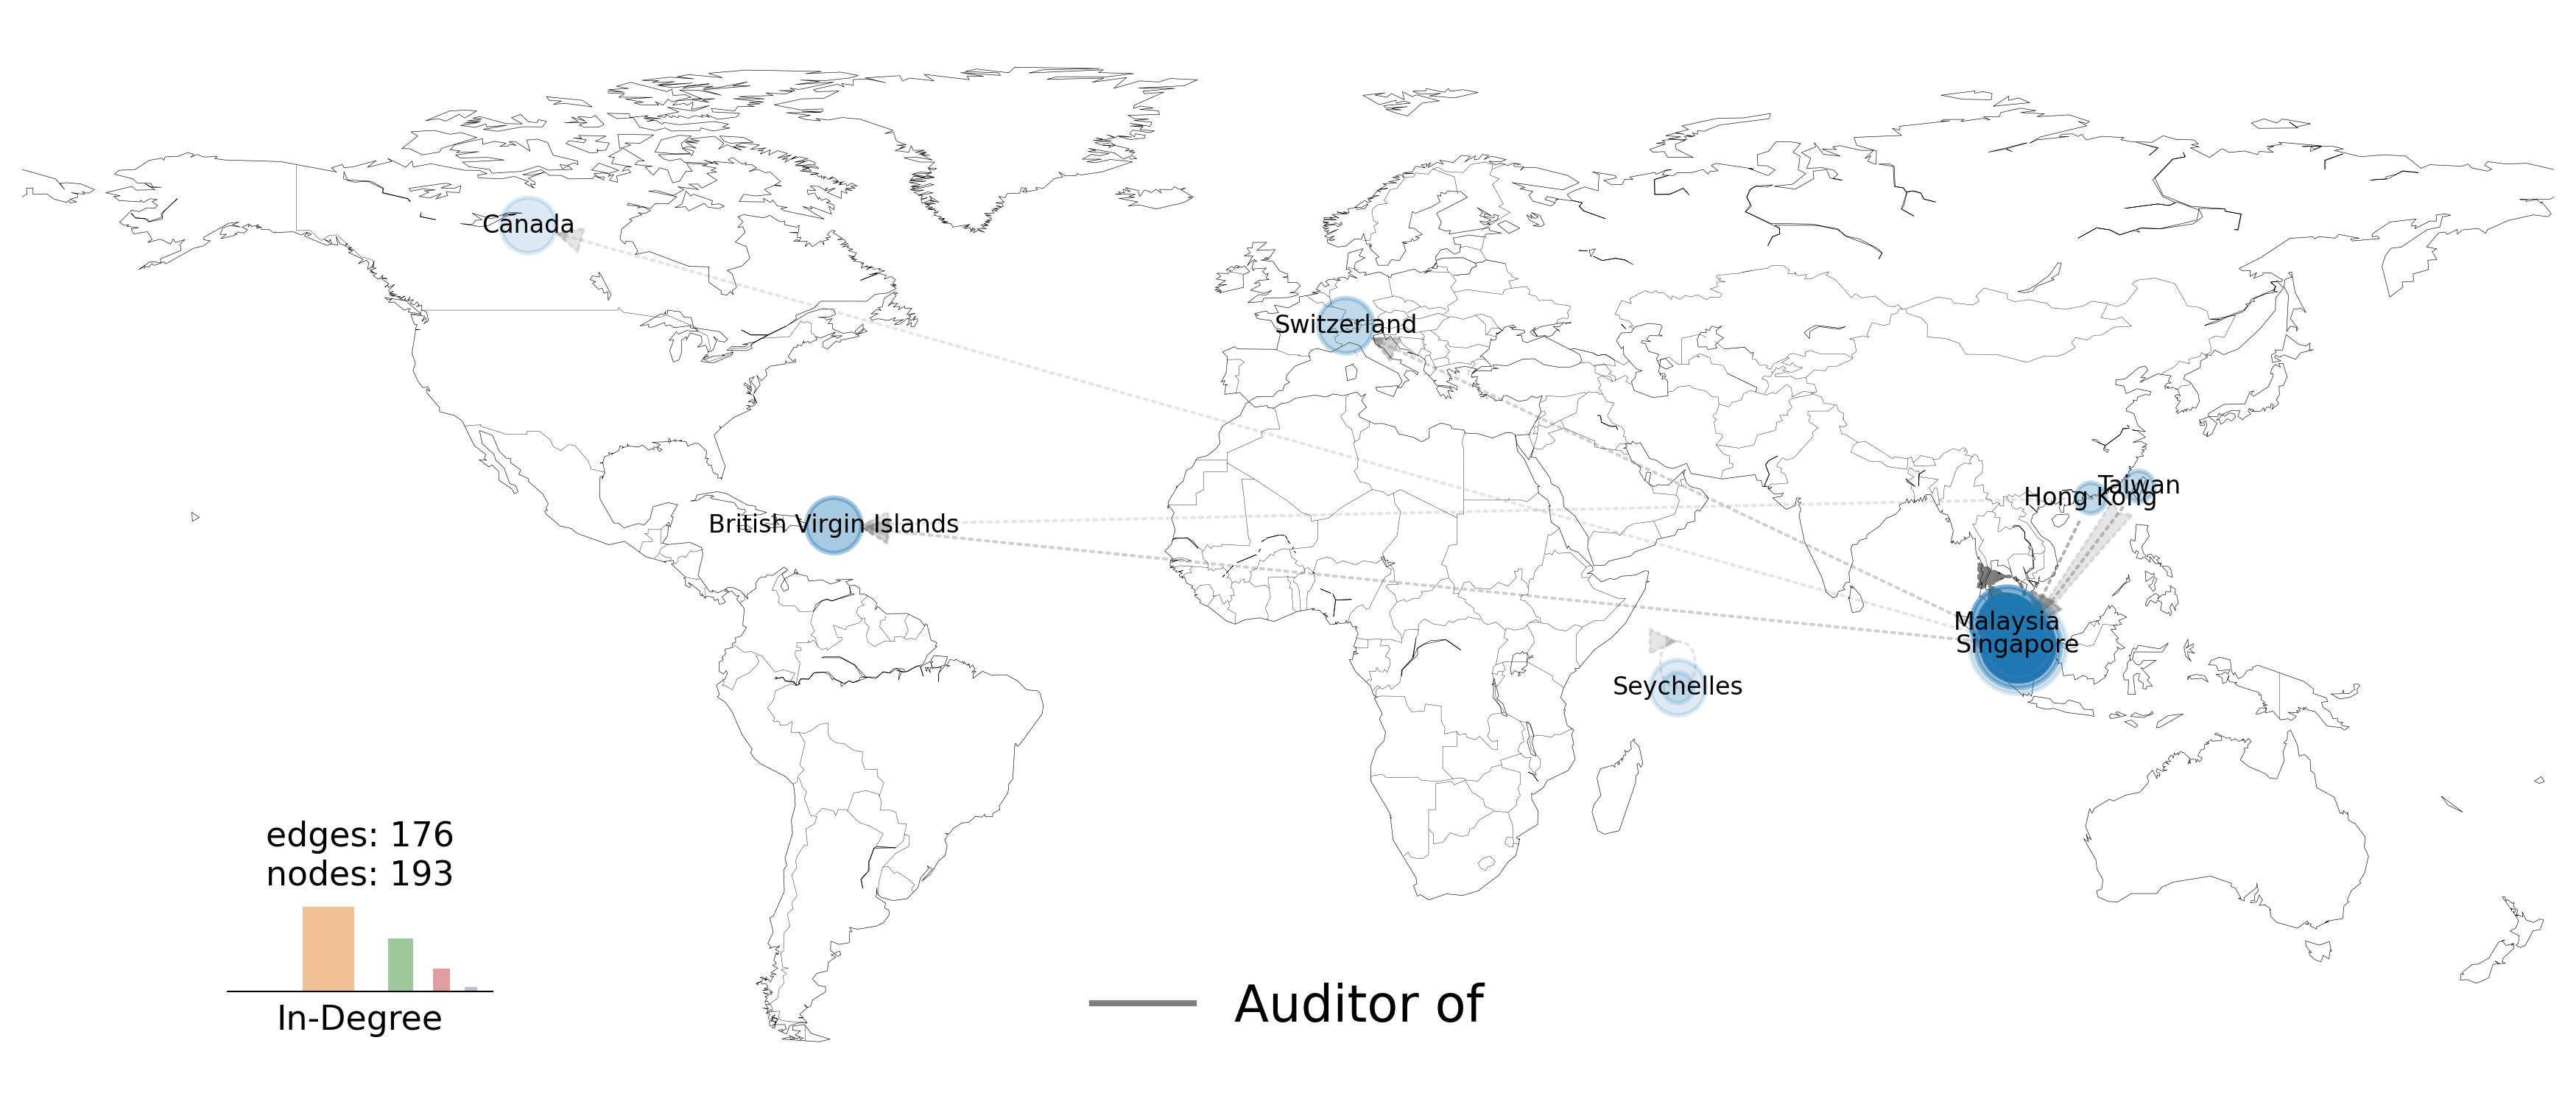 Canada
Switzerland
British Virgin Islands
Taiwan
Hong Kong
Malaysia
Singapore
Seychelles
edges: 176
nodes: 193
In-Degree
Auditor of